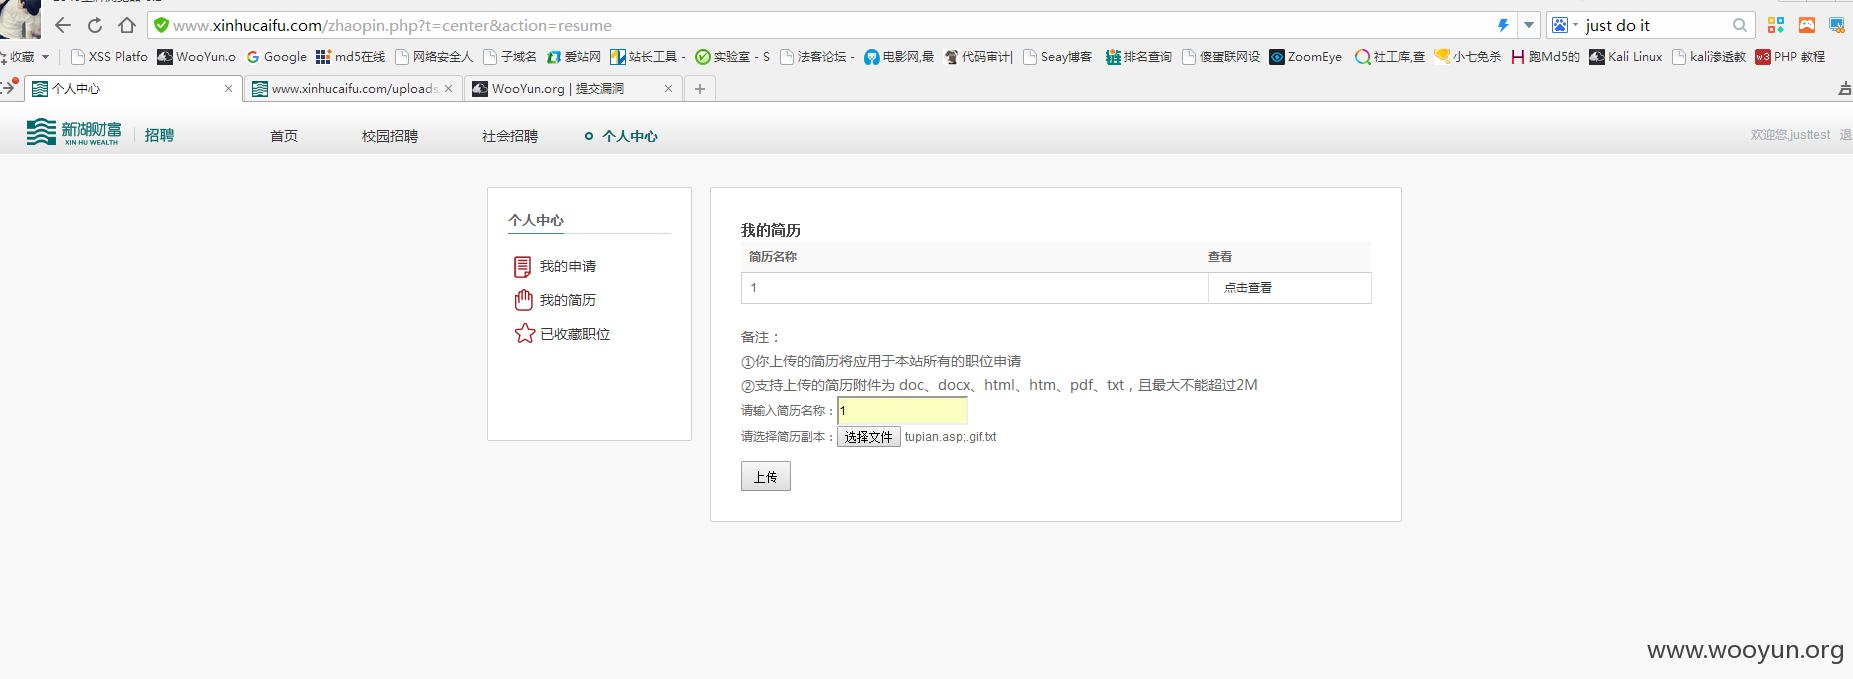 www.xinhucaifu.com/zhaopin.php?t=center&action=resume
just do it
收藏 XSS Platfo WooYun.o Google md5在线 网络安全人 子域名 爱站网 站长工具 - 实验室 - S 法客论坛 - 电影网,最 代码审计| Seay博客 排名查询 傻蛋联网设 ZoomEye 社工库,查 小七免杀 跑Md5的 Kali Linux kali渗透教 PHP 教程
个人中心 www.xinhucaifu.com/uploads WooYun.org | 提交漏洞
新湖财富 XIN HU WEALTH 招聘 首页 校园招聘 社会招聘 个人中心 欢迎您,justtest 退
个人中心
我的申请
我的简历
已收藏职位
我的简历
简历名称 查看
1 点击查看
备注：
①你上传的简历将应用于本站所有的职位申请
②支持上传的简历附件为 doc、docx、html、htm、pdf、txt，且最大不能超过2M
请输入简历名称：1
请选择简历副本：选择文件 tupian.asp;.gif.txt
上传
www.wooyun.org